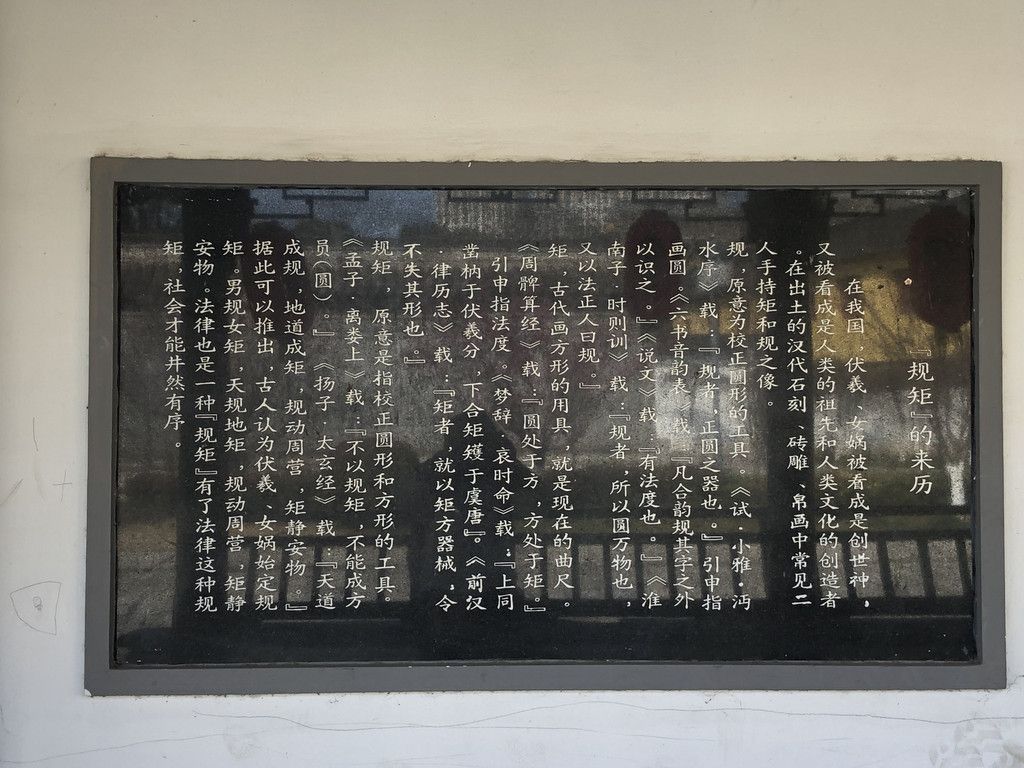 『规矩』的来历
在我国，伏羲、女娲被看成是创世神，
又被看成是人类的祖先和人类文化的创造者
。在出土的汉代石刻、砖雕、帛画中常见二
人手持矩和规之像。
规，原意为校正圆形的工具。《试·小雅·沔
水序》载：『规者，正圆之器也。』引申指
画圆。《六书音韵表》载：『凡合韵规其字之外
以识之。』《说文》载：『有法度也。』《淮
南子·时则训》载：『规者，所以圆万物也，
又以法正人曰规。』
矩，古代画方形的用具，就是现在的曲尺。
《周髀算经》载：『圆处于方，方处于矩。』
引申指法度。《梦辞·哀时命》载：『上同
凿枘于伏羲分，下合矩矱于虞唐』。《前汉
·律历志》载：『矩者，就以矩方器械，令
不失其形也。』
规矩，原意是指校正圆形和方形的工具。
《孟子·离娄上》载：『不以规矩，不能成方
员（圆）。』《扬子·太玄经》载：『天道
成规，地道成矩，规动周营，矩静安物。』
据此可以推出，古人认为伏羲、女娲始定规
矩。男规女矩，天规地矩，规动周营，矩静
安物。法律也是一种『规矩』有了法律这种规
矩，社会才能井然有序。